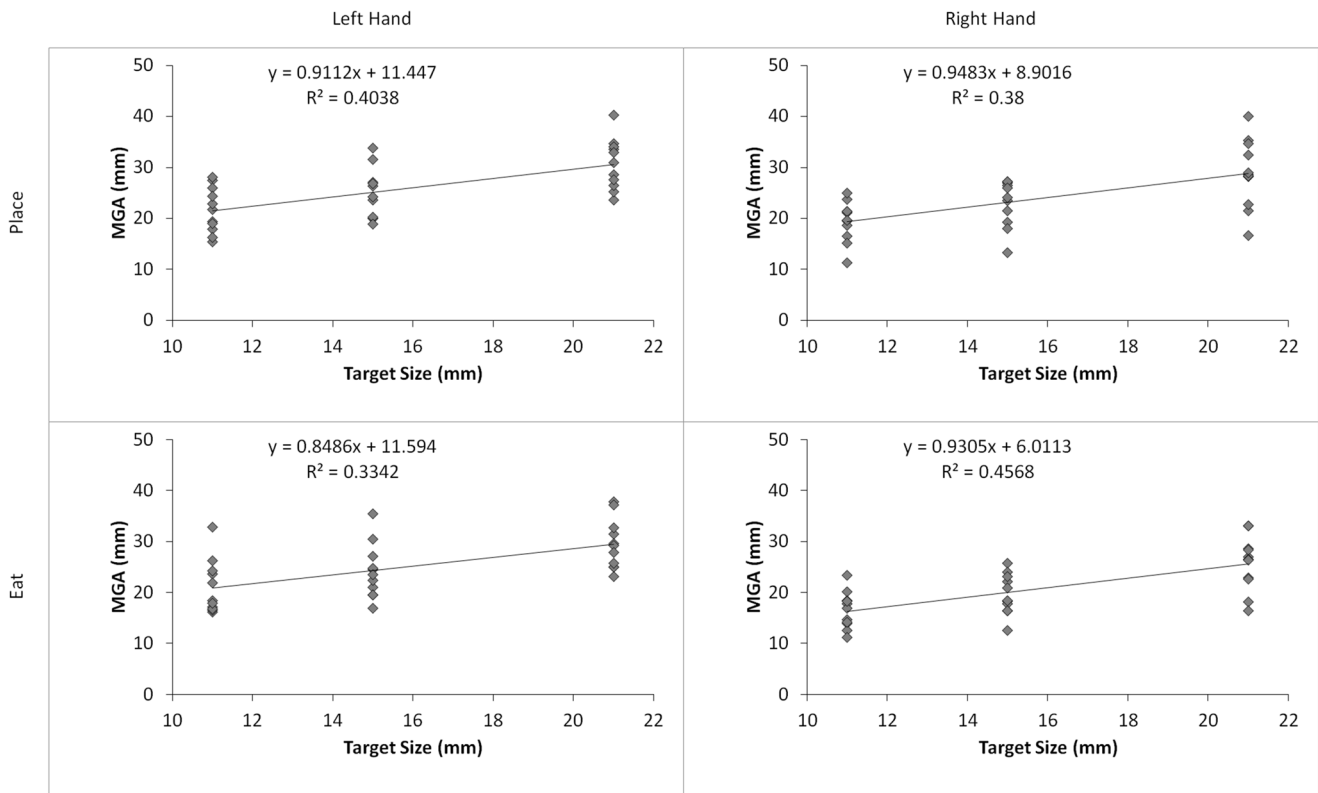 Left Hand
Right Hand
Place
y = 0.9112x + 11.447
R² = 0.4038
MGA (mm)
50
40
30
20
10
0
10 12 14 16 18 20 22
Target Size (mm)
y = 0.9483x + 8.9016
R² = 0.38
MGA (mm)
50
40
30
20
10
0
10 12 14 16 18 20 22
Target Size (mm)
Eat
y = 0.8486x + 11.594
R² = 0.3342
MGA (mm)
50
40
30
20
10
0
10 12 14 16 18 20 22
Target Size (mm)
y = 0.9305x + 6.0113
R² = 0.4568
MGA (mm)
50
40
30
20
10
0
10 12 14 16 18 20 22
Target Size (mm)